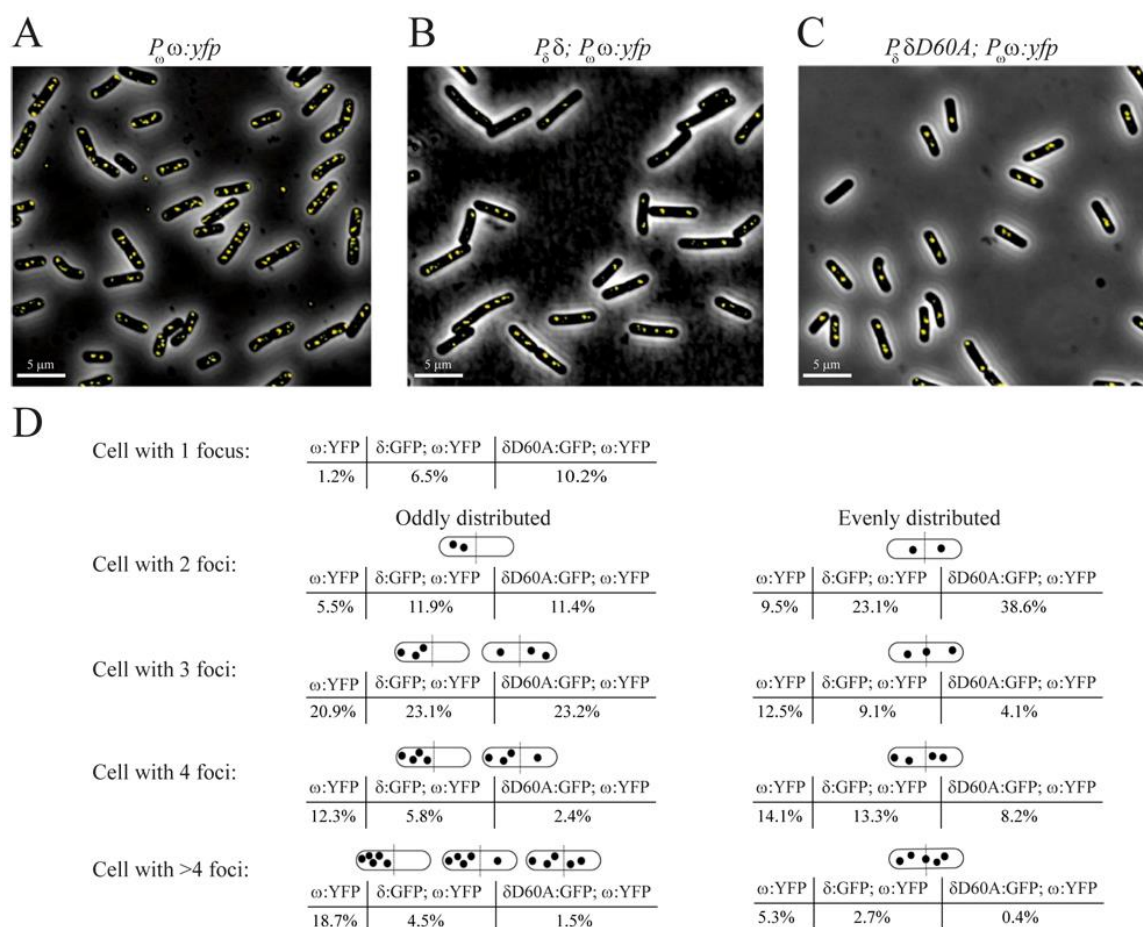 A
P_ω ω:yfp
B
P_δ δ; P_ω ω:yfp
C
P_δ δD60A; P_ω ω:yfp
5 μm
5 μm
5 μm
D
Cell with 1 focus:
ω:YFP δ:GFP; ω:YFP δD60A:GFP; ω:YFP
1.2% 6.5% 10.2%
Oddly distributed
Evenly distributed
Cell with 2 foci:
ω:YFP δ:GFP; ω:YFP δD60A:GFP; ω:YFP
5.5% 11.9% 11.4%
ω:YFP δ:GFP; ω:YFP δD60A:GFP; ω:YFP
9.5% 23.1% 38.6%
Cell with 3 foci:
ω:YFP δ:GFP; ω:YFP δD60A:GFP; ω:YFP
20.9% 23.1% 23.2%
ω:YFP δ:GFP; ω:YFP δD60A:GFP; ω:YFP
12.5% 9.1% 4.1%
Cell with 4 foci:
ω:YFP δ:GFP; ω:YFP δD60A:GFP; ω:YFP
12.3% 5.8% 2.4%
ω:YFP δ:GFP; ω:YFP δD60A:GFP; ω:YFP
14.1% 13.3% 8.2%
Cell with >4 foci:
ω:YFP δ:GFP; ω:YFP δD60A:GFP; ω:YFP
18.7% 4.5% 1.5%
ω:YFP δ:GFP; ω:YFP δD60A:GFP; ω:YFP
5.3% 2.7% 0.4%